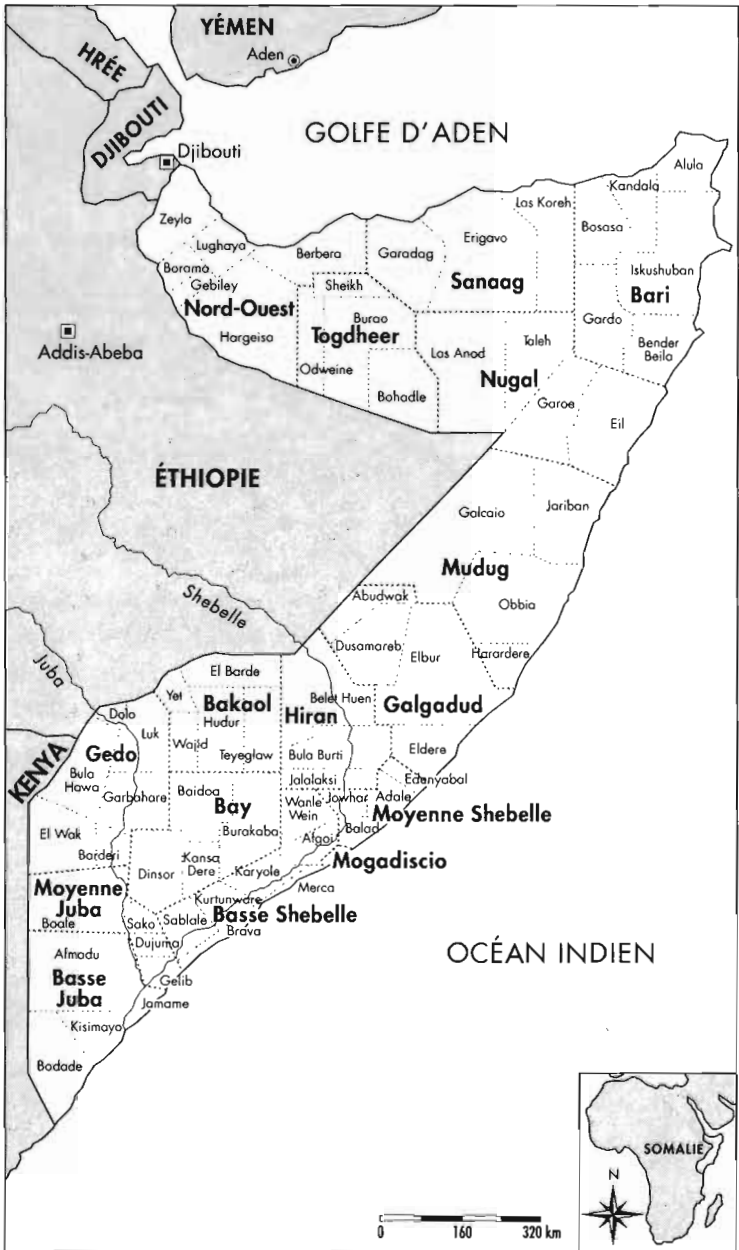 YÉMEN
Aden
HRÉE
DJIBOUTI
Djibouti
GOLFE D'ADEN
Alula
Kandala
Las Koreh
Bosasa
Zeyla
Erigavo
Lughaya
Berbera
Garadag
Borama
Iskushuban
Gebiley
Sheikh
Sanaag
Bari
Nord-Ouest
Burao
Gardo
Togdheer
Hargeisa
Taleh
Bender
Beila
Addis-Abeba
Las Anod
Odweine
Nugal
Bohadle
Garoe
Eil
ÉTHIOPIE
Jariban
Golcaio
Mudug
Shebelle
Abudwak
Obbia
Dusamareb
Elbur
Harardere
Juba
El Barde
Yet
Bakaol
Belet Huen
Hiran
Galgadud
Dolo
Hudur
Luk
Wajid
Teyeglaw
Gedo
Bula Burti
Eldere
KENYA
Bula
Hawa
Jalalaksi
Edenyabal
Garbahare
Baidoa
Bay
Wanle
Wein
Jowhar
Adale
Moyenne Shebelle
El Wak
Burakaba
Balad
Afgoi
Barderi
Kansa
Dere
Mogadiscio
Dinsor
Karyole
Moyenne
Juba
Merca
Kurtunware
Basse Shebelle
Boale
Sako
Sablale
Brava
Dujuma
Afmadu
OCÉAN INDIEN
Basse
Juba
Gelib
Jamame
Kisimayo
Bodade
SOMALIE
N
0 160 320 km